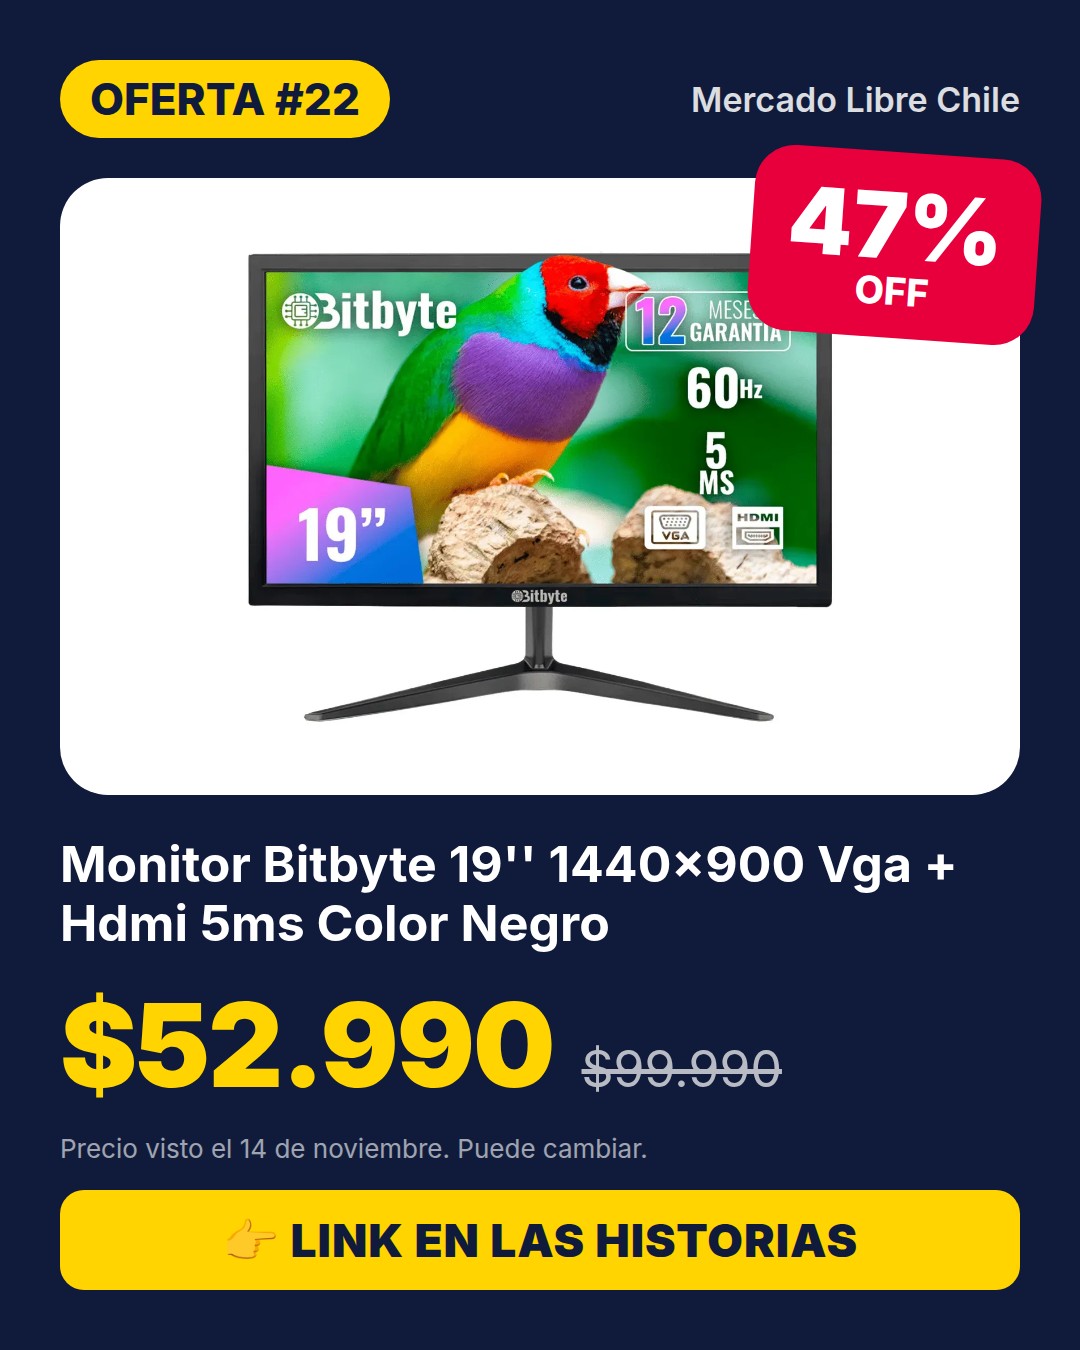 OFERTA #22
Mercado Libre Chile
47%
OFF
Bitbyte
12
GARANTIA
60Hz
5
MS
VGA
HDMI
19”
Bitbyte
Monitor Bitbyte 19'' 1440×900 Vga +
Hdmi 5ms Color Negro
$52.990 $99.990
Precio visto el 14 de noviembre. Puede cambiar.
👉 LINK EN LAS HISTORIAS